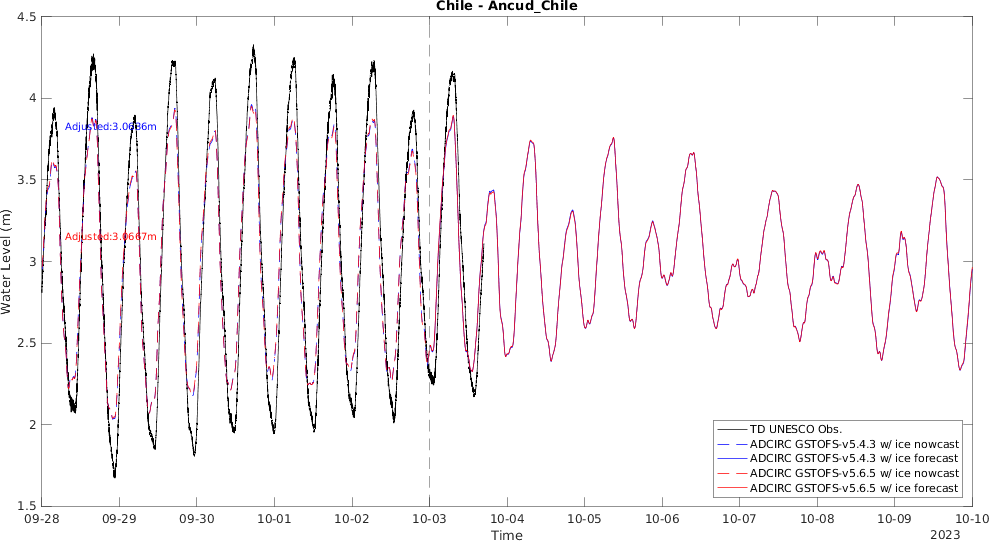 Chile - Ancud_Chile
4.5
4
3.5
3
2.5
2
1.5
Water Level (m)
Adjusted:3.0636m
Adjusted:3.0667m
TD UNESCO Obs.
ADCIRC GSTOFS-v5.4.3 w/ ice nowcast
ADCIRC GSTOFS-v5.4.3 w/ ice forecast
ADCIRC GSTOFS-v5.6.5 w/ ice nowcast
ADCIRC GSTOFS-v5.6.5 w/ ice forecast
09-28 09-29 09-30 10-01 10-02 10-03 10-04 10-05 10-06 10-07 10-08 10-09 10-10
Time
2023